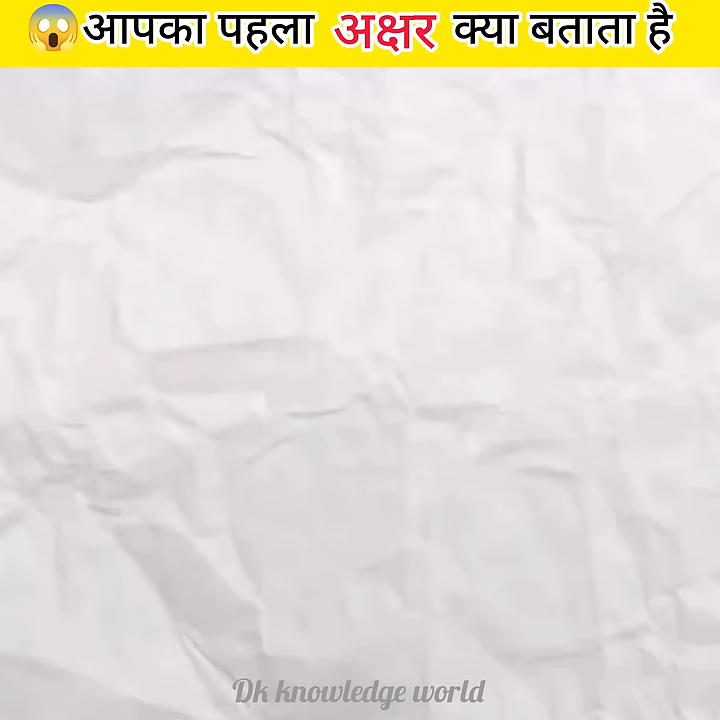 😱आपका पहला अक्षर क्या बताता है
Dk knowledge world